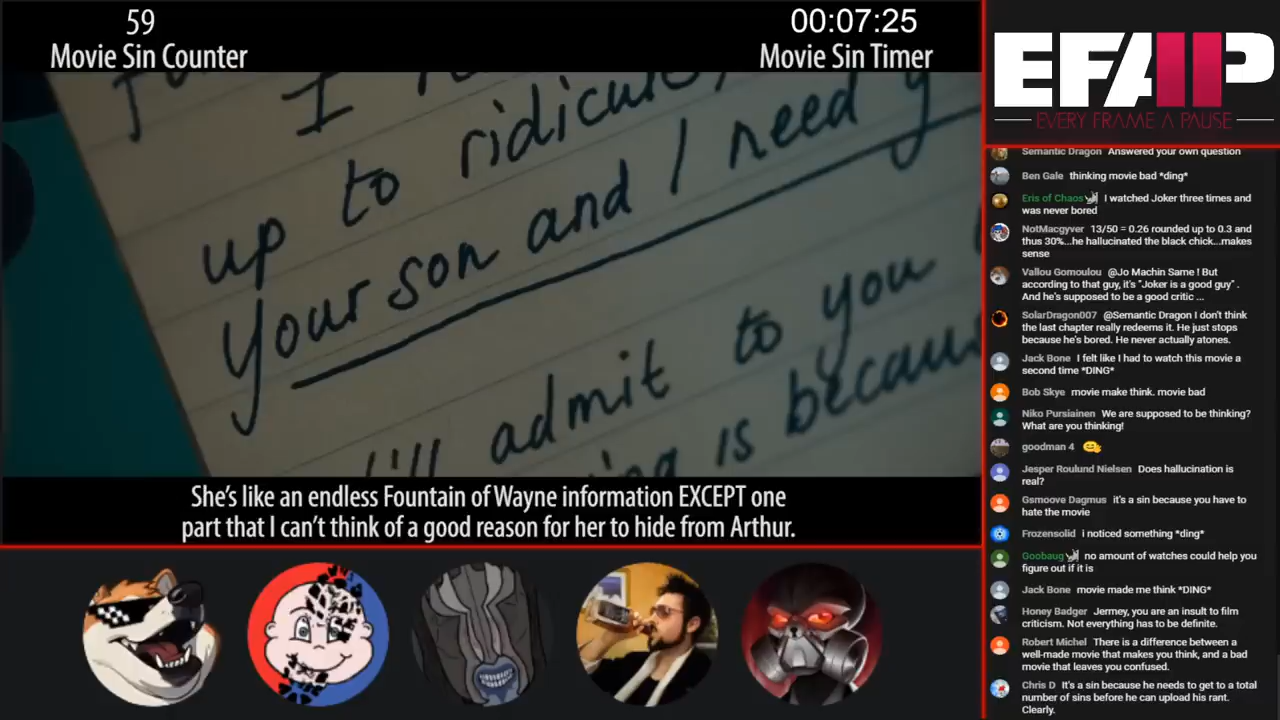 59
Movie Sin Counter
00:07:25
Movie Sin Timer
I
up to ridicule,
your son and I need
I'll admit to you
is
She's like an endless Fountain of Wayne information EXCEPT one
part that I can't think of a good reason for her to hide from Arthur.
EFAP
EVERY FRAME A PAUSE
Semantic Dragon Answered your own question
Ben Gale thinking movie bad *ding*
Eris of Chaos I watched Joker three times and
was never bored
NotMacgyver 13/50 = 0.26 rounded up to 0.3 and
thus 30%...he hallucinated the black chick...makes
sense
Vallou Gomoulou @Jo Machin Same ! But
according to that guy, it's "Joker is a good guy" .
And he's supposed to be a good critic ...
SolarDragon007 @Semantic Dragon I don't think
the last chapter really redeems it. He just stops
because he's bored. He never actually atones.
Jack Bone I felt like I had to watch this movie a
second time *DING*
Bob Skye movie make think. movie bad
Niko Pursiainen We are supposed to be thinking?
What are you thinking!
goodman 4
Jesper Roulund Nielsen Does hallucination is
real?
Gsmoove Dagmus it's a sin because you have to
hate the movie
Frozensolid i noticed something *ding*
Goobaug no amount of watches could help you
figure out if it is
Jack Bone movie made me think *DING*
Honey Badger Jermey, you are an insult to film
criticism. Not everything has to be definite.
Robert Michel There is a difference between a
well-made movie that makes you think, and a bad
movie that leaves you confused.
Chris D It's a sin because he needs to get to a total
number of sins before he can upload his rant.
Clearly.